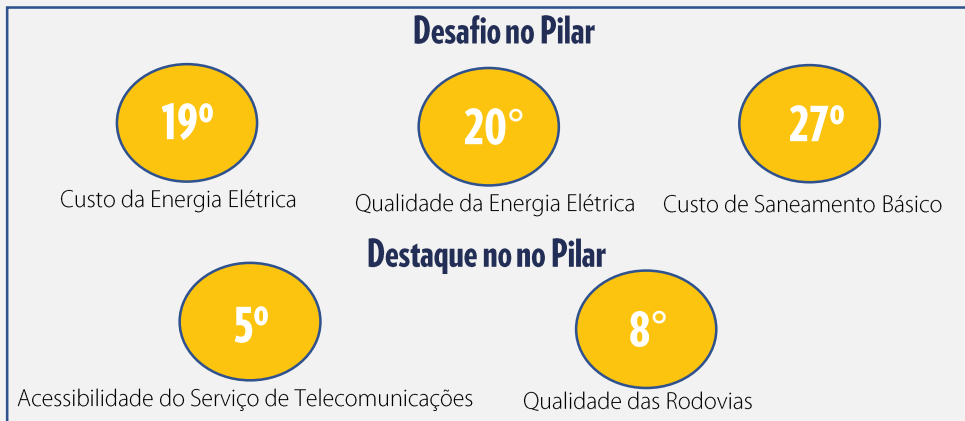 Desafio no Pilar
19º
20°
27º
Custo da Energia Elétrica
Qualidade da Energia Elétrica
Custo de Saneamento Básico
Destaque no no Pilar
5º
8°
Acessibilidade do Serviço de Telecomunicações
Qualidade das Rodovias